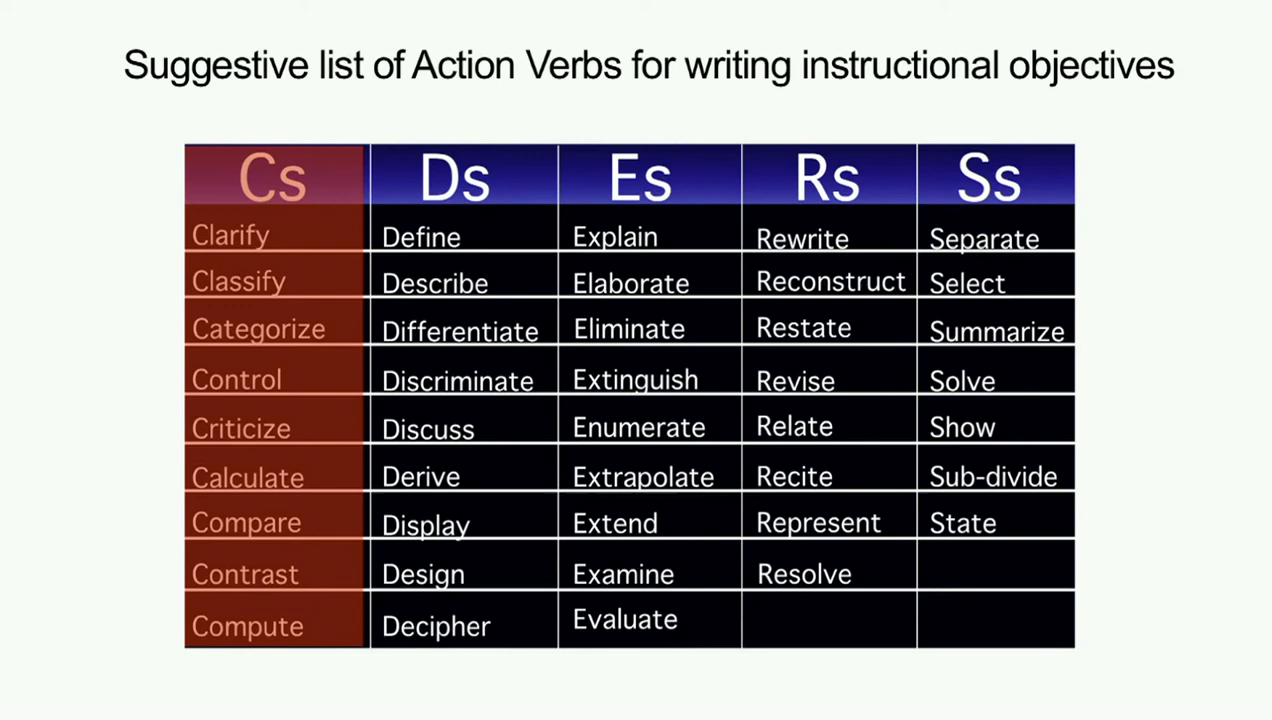 Suggestive list of Action Verbs for writing instructional objectives
Cs Ds Es Rs Ss
Clarify Define Explain Rewrite Separate
Classify Describe Elaborate Reconstruct Select
Categorize Differentiate Eliminate Restate Summarize
Control Discriminate Extinguish Revise Solve
Criticize Discuss Enumerate Relate Show
Calculate Derive Extrapolate Recite Sub-divide
Compare Display Extend Represent State
Contrast Design Examine Resolve
Compute Decipher Evaluate